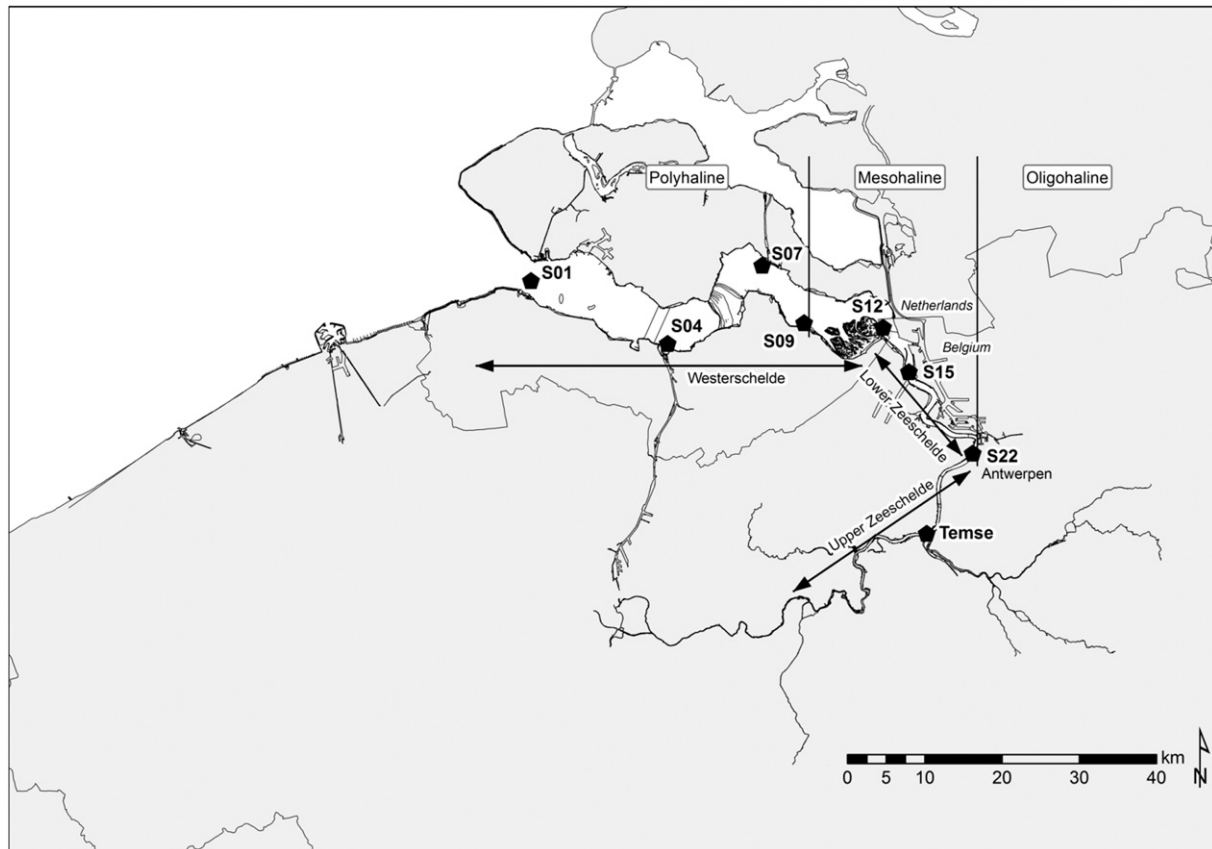 Polyhaline
Mesohaline
Oligohaline
S07
S01
S12
Netherlands
S04
S09
Belgium
Westerschelde
S15
Lower Zeeschelde
S22
Antwerpen
Upper Zeeschelde
Temse
km
0 5 10 20 30 40
N